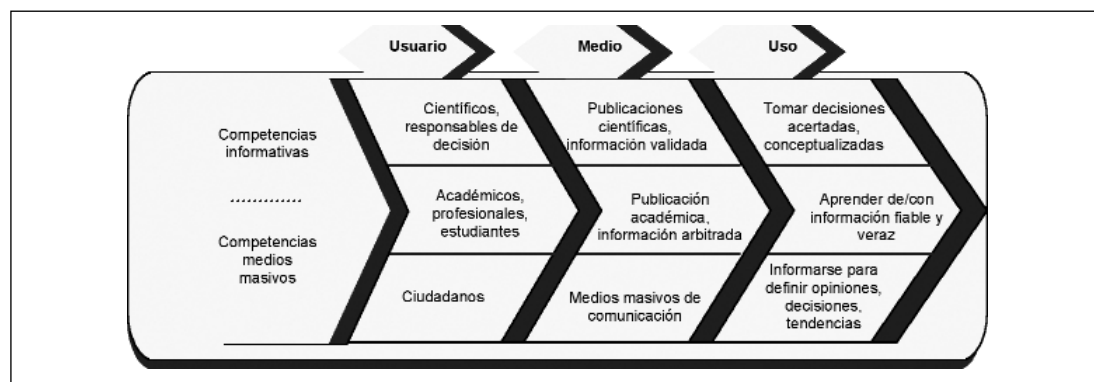 Usuario
Medio
Uso
Competencias
informativas
.............
Competencias
medios
masivos
Científicos,
responsables de
decisión
Publicaciones
científicas,
información validada
Tomar decisiones
acertadas,
conceptualizadas
Académicos,
profesionales,
estudiantes
Publicación
académica,
información arbitrada
Aprender de/con
información fiable y
veraz
Ciudadanos
Medios masivos de
comunicación
Informarse para
definir opiniones,
decisiones,
tendencias